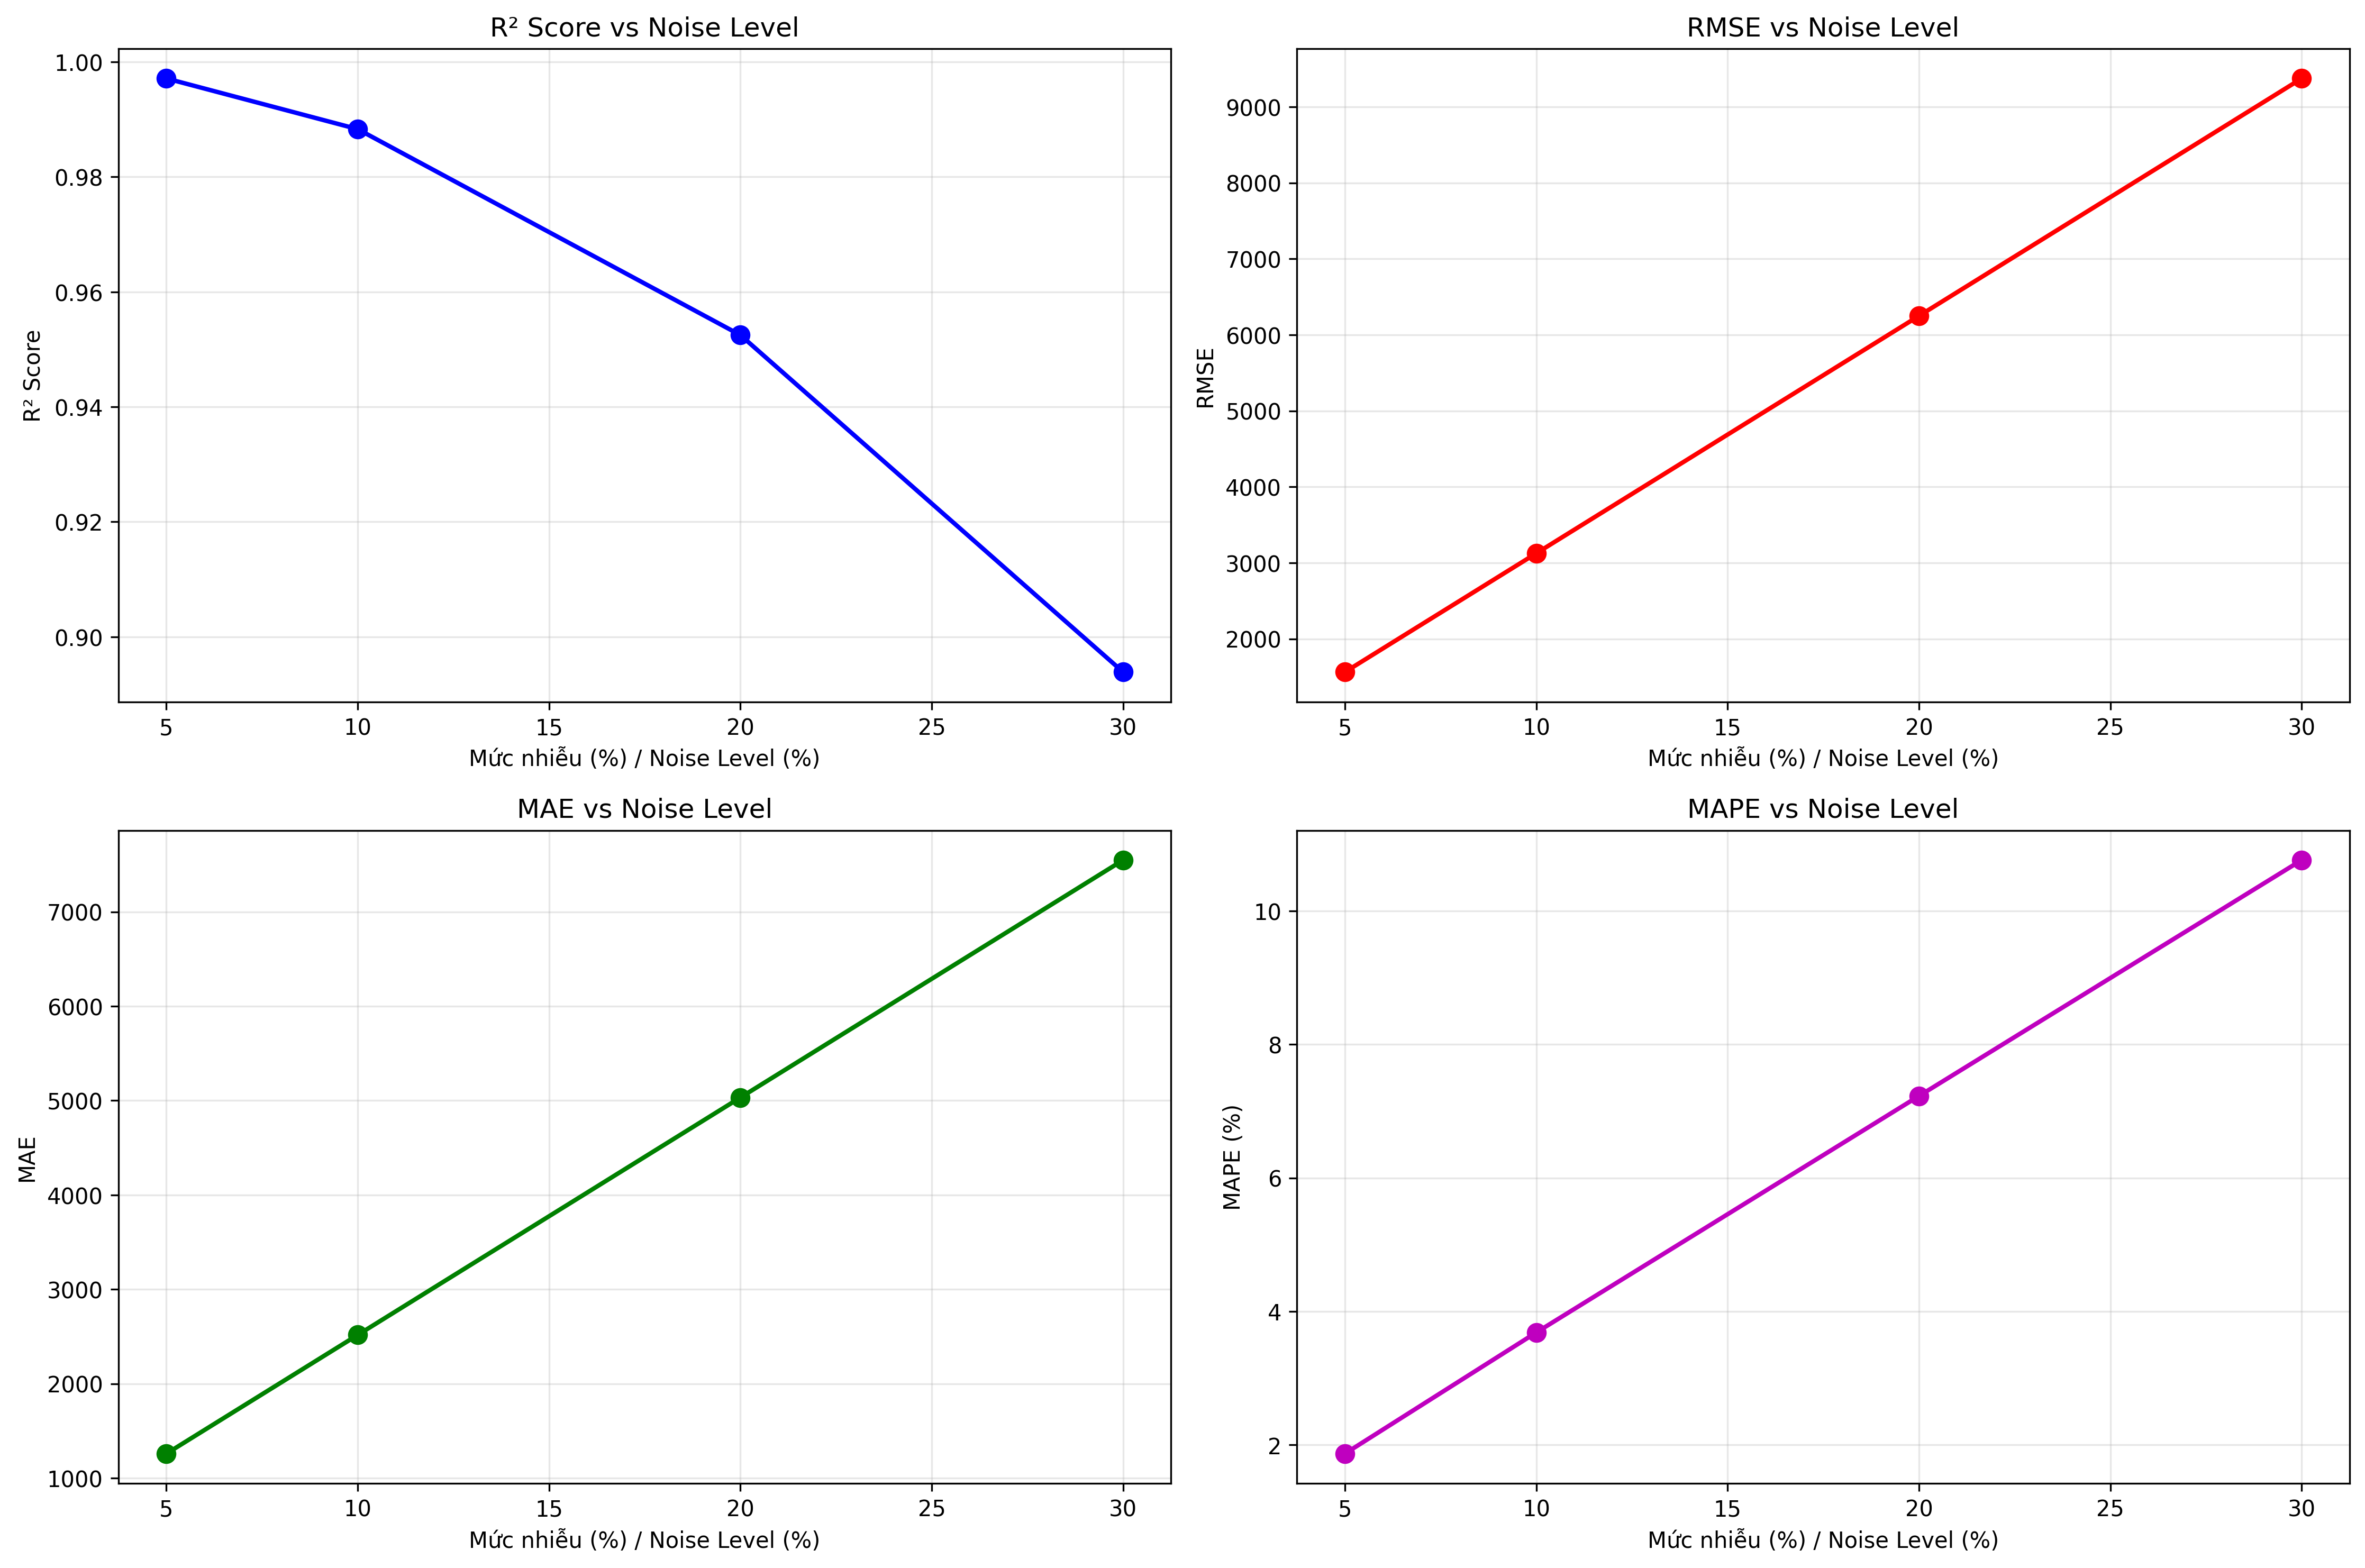 R² Score vs Noise Level
R² Score
1.00
0.98
0.96
0.94
0.92
0.90
5 10 15 20 25 30
Mức nhiễu (%) / Noise Level (%)
RMSE vs Noise Level
RMSE
9000
8000
7000
6000
5000
4000
3000
2000
5 10 15 20 25 30
Mức nhiễu (%) / Noise Level (%)
MAE vs Noise Level
MAE
7000
6000
5000
4000
3000
2000
1000
5 10 15 20 25 30
Mức nhiễu (%) / Noise Level (%)
MAPE vs Noise Level
MAPE (%)
10
8
6
4
2
5 10 15 20 25 30
Mức nhiễu (%) / Noise Level (%)